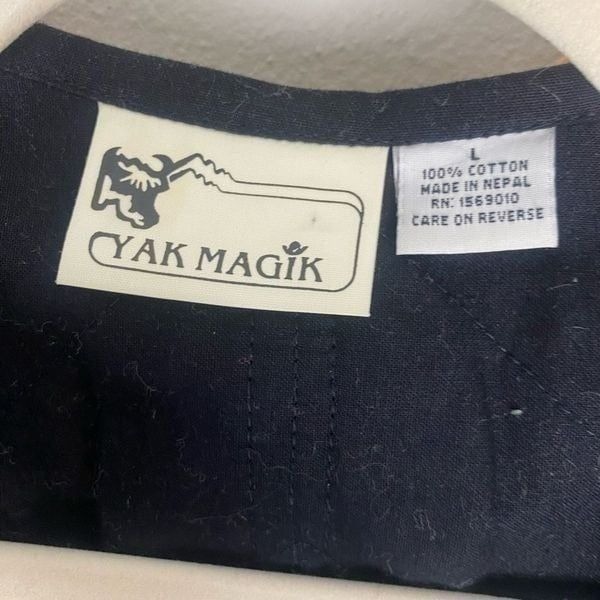 YAK MAGIK
L
100% COTTON
MADE IN NEPAL
RN: 1569010
CARE ON REVERSE